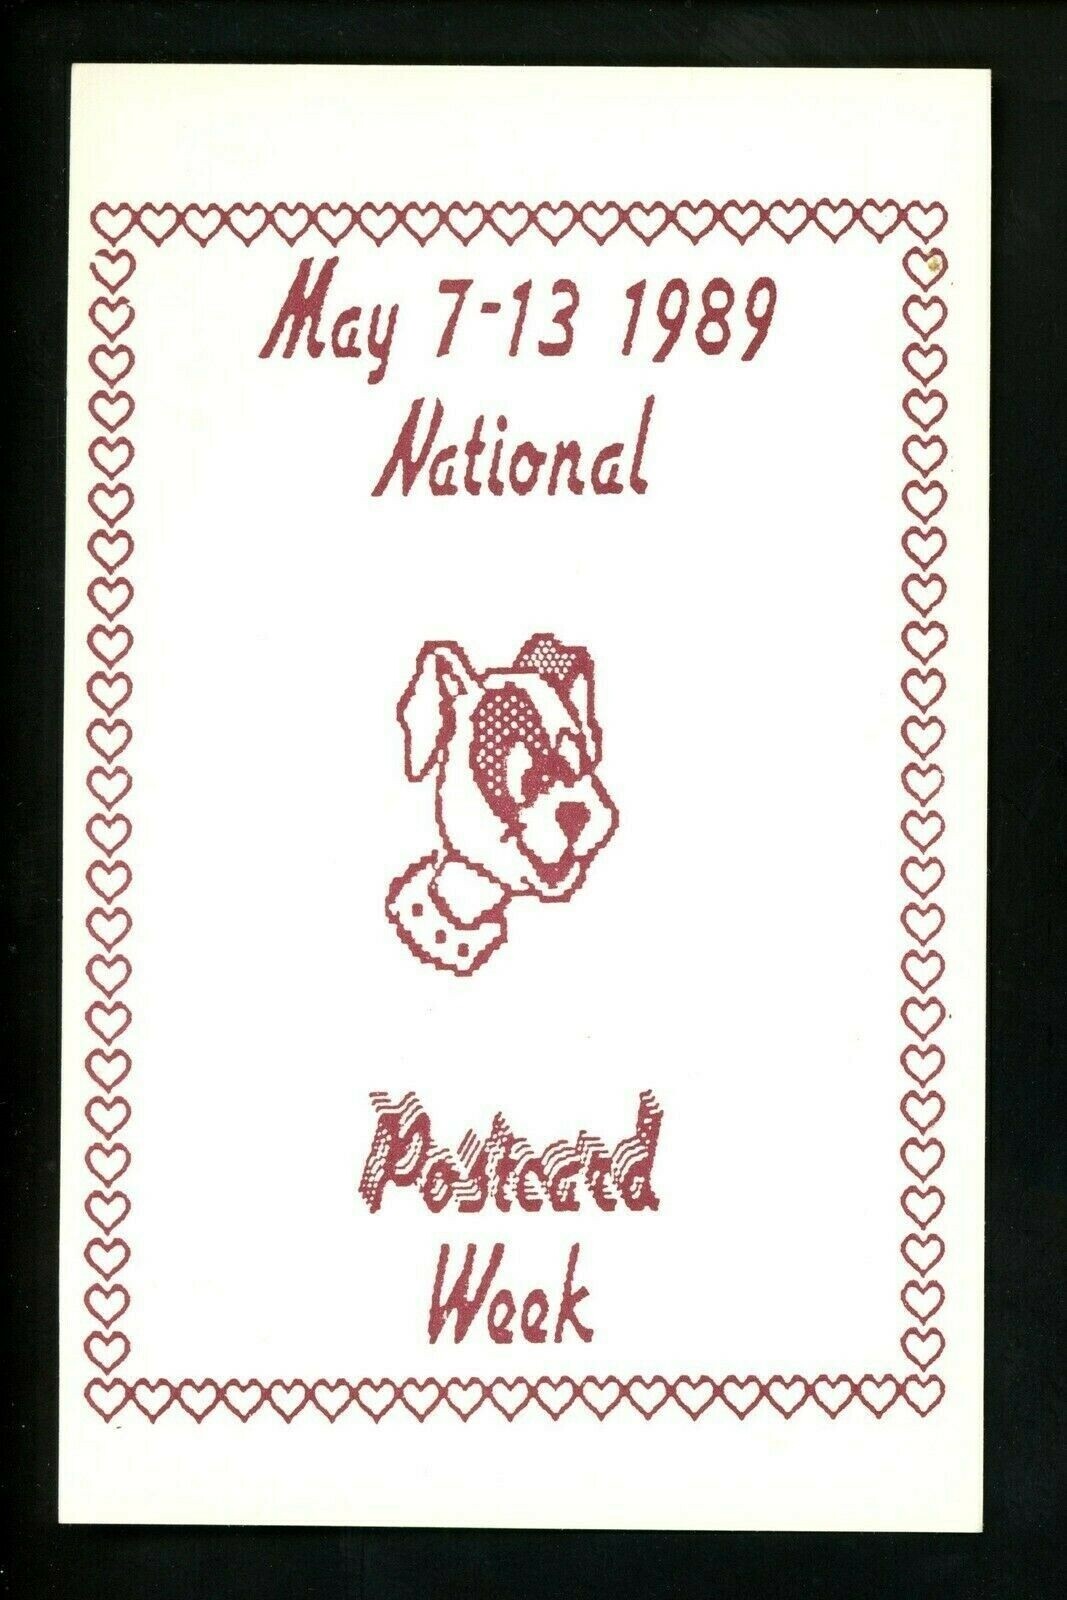 May 7-13 1989
National
Postcard
Week